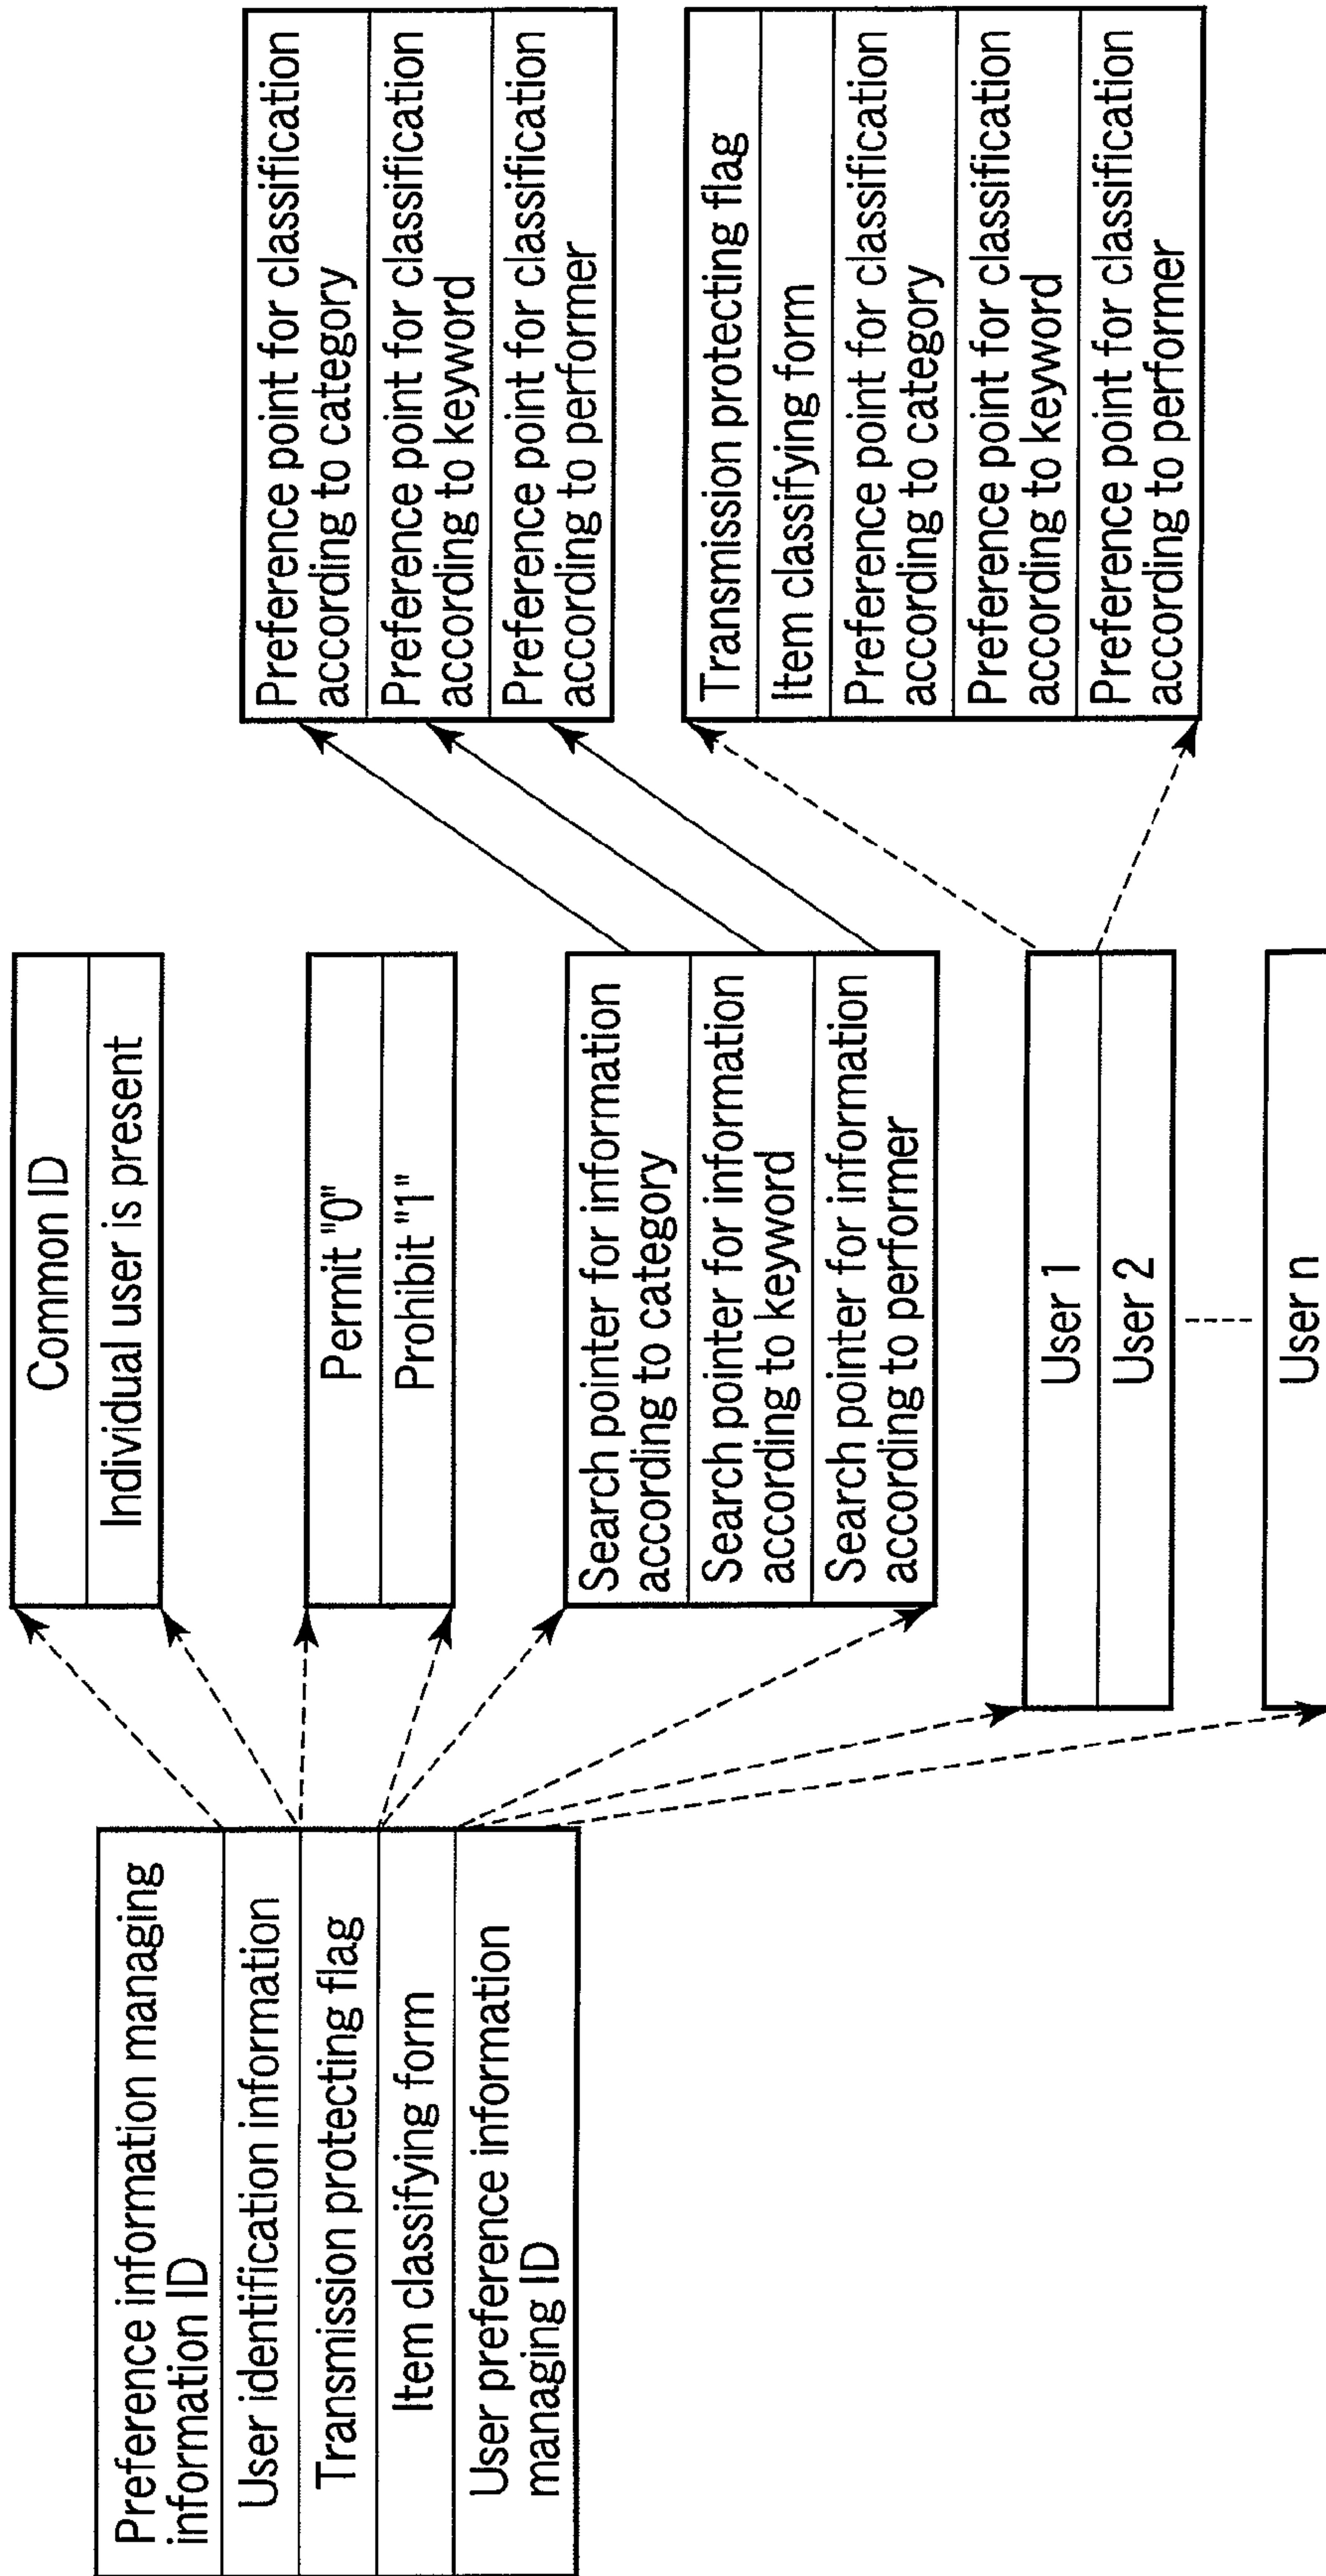 Preference information managing
information ID
User identification information
Transmission protecting flag
Item classifying form
User preference information
managing ID
Common ID
Individual user is present
Permit "0"
Prohibit "1"
Search pointer for information
according to category
Search pointer for information
according to keyword
Search pointer for information
according to performer
User 1
User 2
User n
Preference point for classification
according to category
Preference point for classification
according to keyword
Preference point for classification
according to performer
Transmission protecting flag
Item classifying form
Preference point for classification
according to category
Preference point for classification
according to keyword
Preference point for classification
according to performer